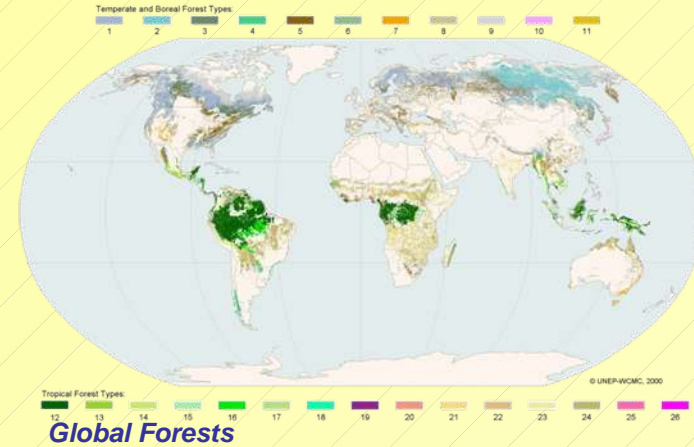 Temperate and Boreal Forest Types:
1 2 3 4 5 6 7 8 9 10 11
© UNEP-WCMC, 2000
Tropical Forest Types:
12 13 14 15 16 17 18 19 20 21 22 23 24 25 26
Global Forests